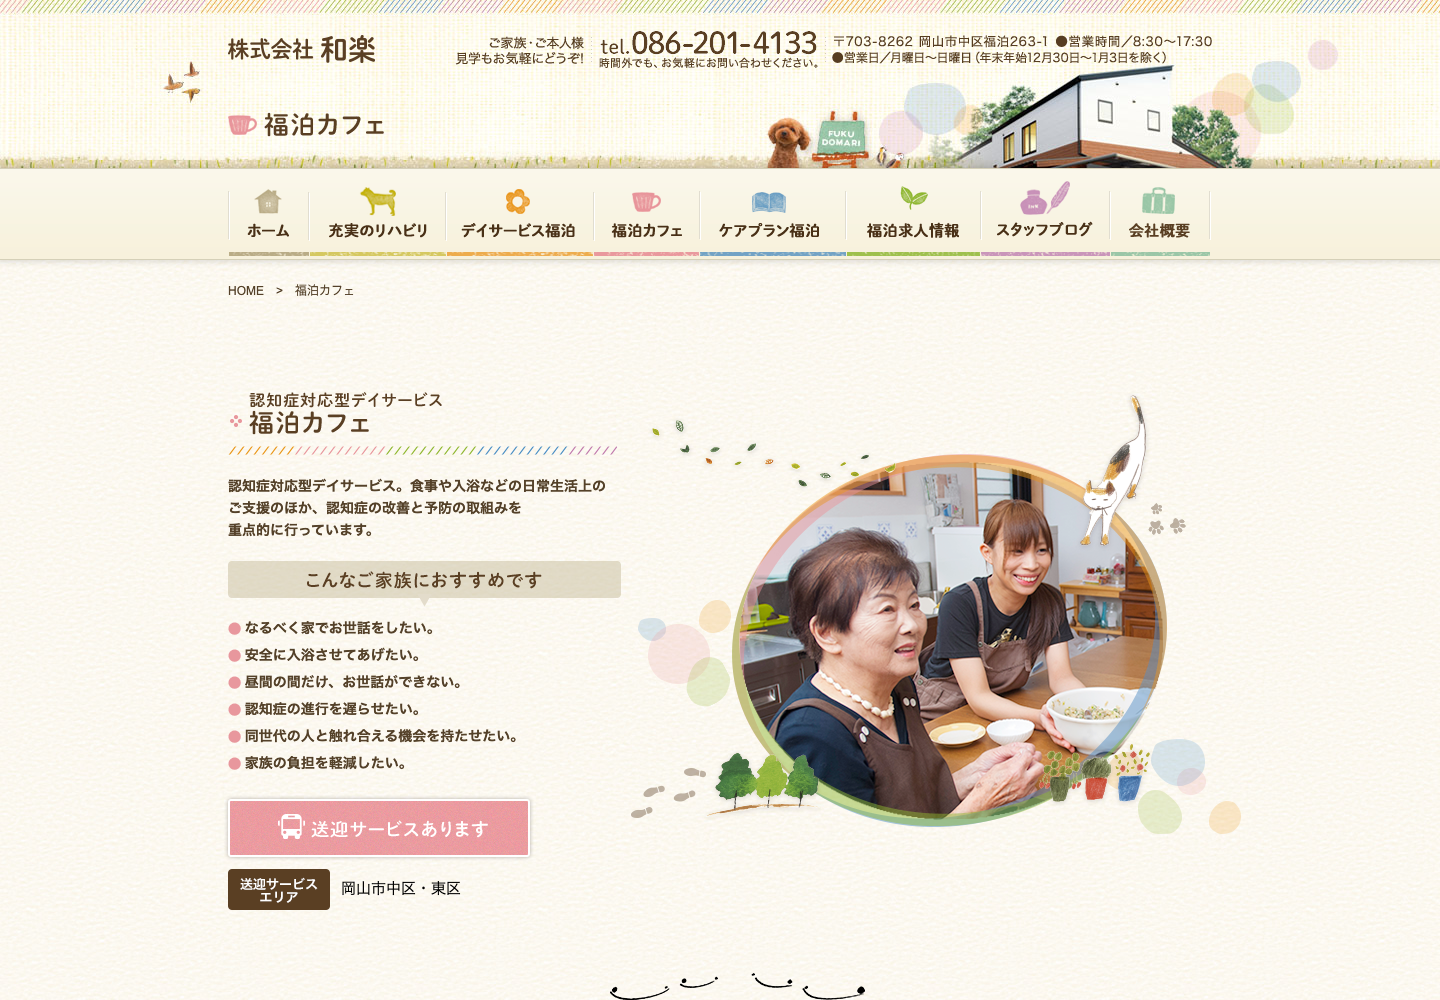 株式会社 和楽
ご家族・ご本人様
見学もお気軽にどうぞ!
tel.086-201-4133
時間外でも、お気軽にお問い合わせください。
〒703-8262 岡山市中区福泊263-1 ●営業時間／8:30〜17:30
●営業日／月曜日〜日曜日（年末年始12月30日〜1月3日を除く）
福泊カフェ
FUKU
DOMARI
ホーム
充実のリハビリ
デイサービス福泊
福泊カフェ
ケアプラン福泊
福泊求人情報
スタッフブログ
会社概要
HOME > 福泊カフェ
認知症対応型デイサービス
福泊カフェ
認知症対応型デイサービス。食事や入浴などの日常生活上の
ご支援のほか、認知症の改善と予防の取組みを
重点的に行っています。
こんなご家族におすすめです
● なるべく家でお世話をしたい。
● 安全に入浴させてあげたい。
● 昼間の間だけ、お世話ができない。
● 認知症の進行を遅らせたい。
● 同世代の人と触れ合える機会を持たせたい。
● 家族の負担を軽減したい。
送迎サービスあります
送迎サービス
エリア
岡山市中区・東区